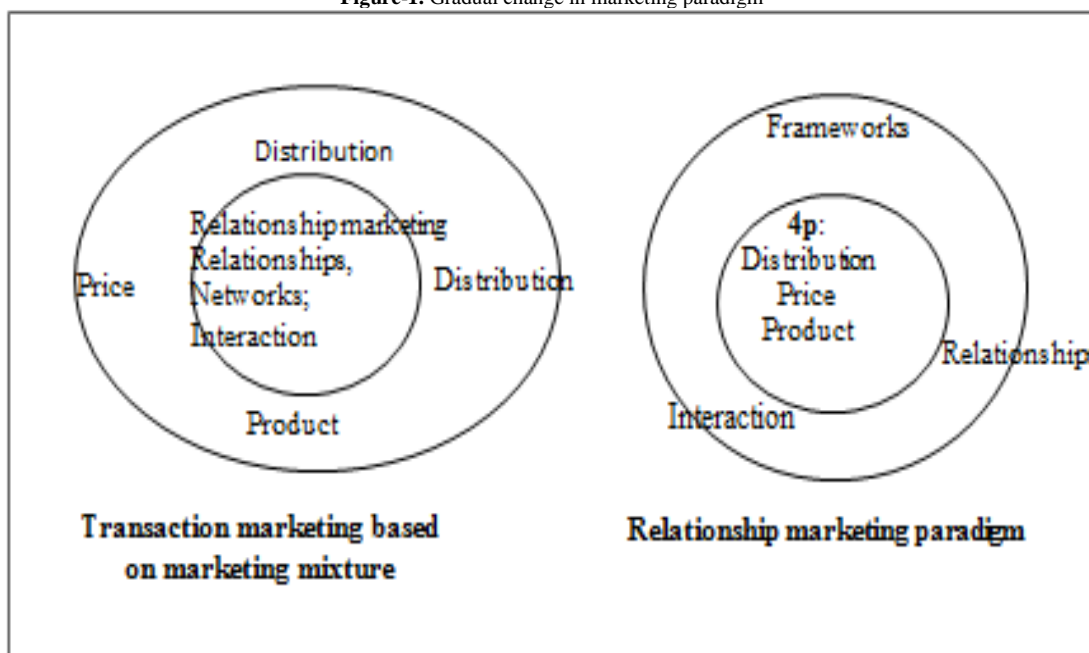 Figure-1. Gradual change in marketing paradigm
Distribution
Relationship marketing
Relationships,
Networks;
Interaction
Price
Distribution
Product
Transaction marketing based
on marketing mixture
Frameworks
4p:
Distribution
Price
Product
Relationships
Interaction
Relationship marketing paradigm